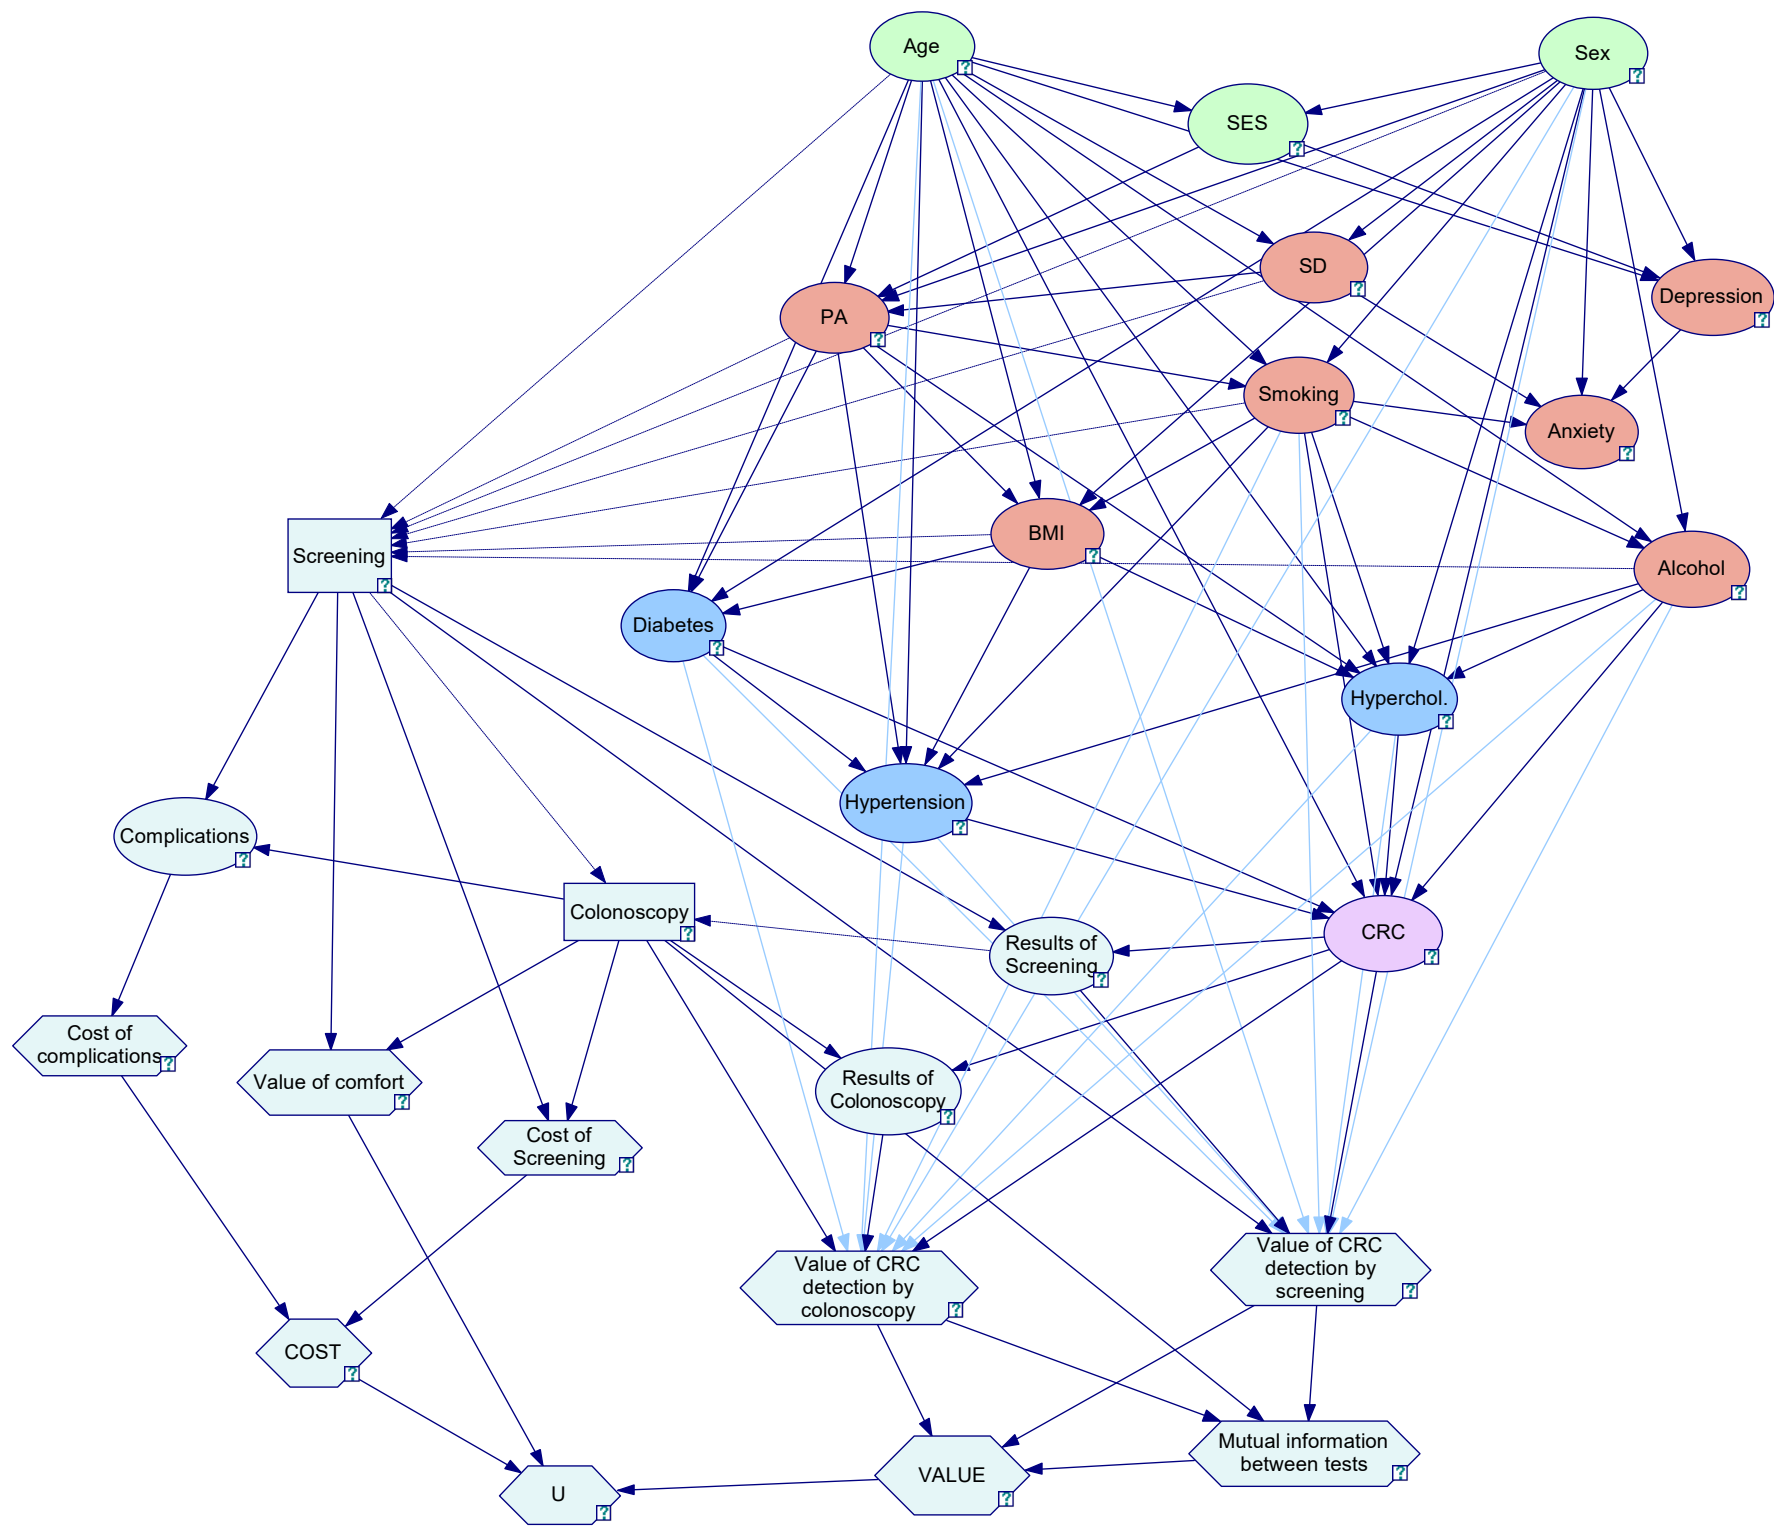 Age
?
Sex
?
SES
?
SD
?
Depression
?
PA
?
Smoking
?
Anxiety
?
BMI
?
Screening
?
Alcohol
?
Diabetes
?
Hyperchol.
?
Hypertension
?
Complications
?
Colonoscopy
?
Results of
Screening
?
CRC
?
Cost of
complications
?
Value of comfort
?
Results of
Colonoscopy
?
Cost of
Screening
?
Value of CRC
detection by
colonoscopy
?
Value of CRC
detection by
screening
?
COST
?
Mutual information
between tests
?
VALUE
?
U
?